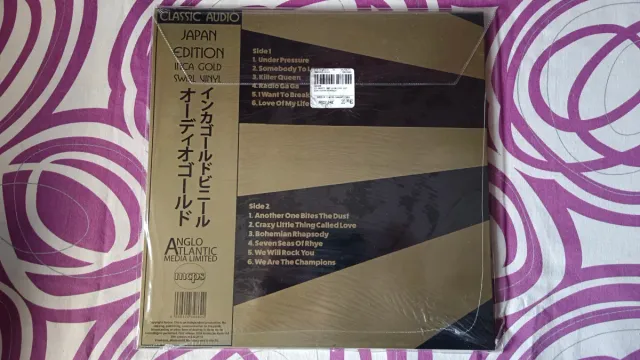 CLASSIC AUDIO
JAPAN
EDITION
INCA GOLD
SWIRL VINYL
インカゴールドビニール
オーディオゴールド
ANGLO
ATLANTIC
MEDIA LIMITED
mcps
Side 1
1. Under Pressure
2. Somebody To L
3. Killer Queen
4. Radio Ga Ga
5. I Want To Break
6. Love Of My Life
Side 2
1. Another One Bites The Dust
2. Crazy Little Thing Called Love
3. Bohemian Rhapsody
4. Seven Seas Of Rhye
5. We Will Rock You
6. We Are The Champions